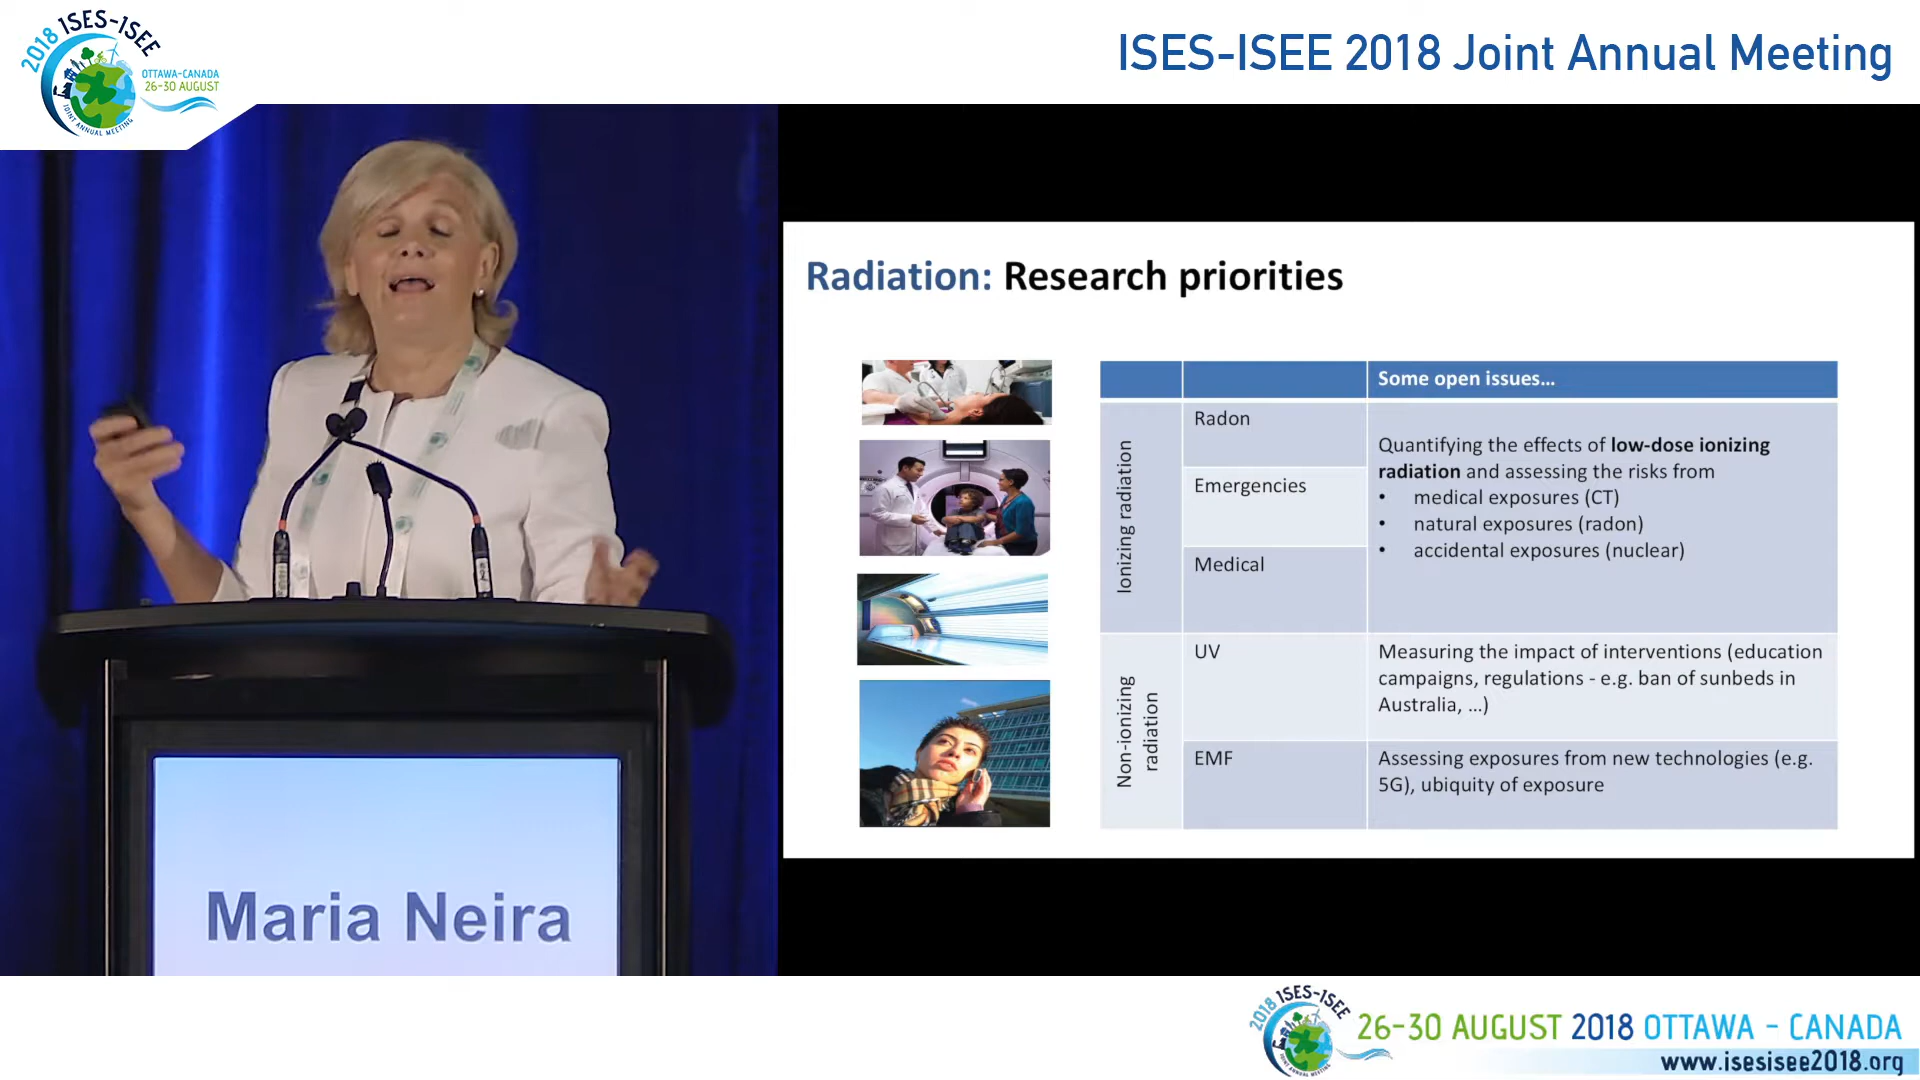 2018 ISES-ISEE
OTTAWA-CANADA
26-30 AUGUST
JOINT ANNUAL MEETING
ISES-ISEE 2018 Joint Annual Meeting
Maria Neira
Radiation: Research priorities
Some open issues...
Ionizing radiation
Radon
Emergencies
Medical
Quantifying the effects of low-dose ionizing
radiation and assessing the risks from
• medical exposures (CT)
• natural exposures (radon)
• accidental exposures (nuclear)
Non-ionizing
radiation
UV
Measuring the impact of interventions (education
campaigns, regulations - e.g. ban of sunbeds in
Australia, ...)
EMF
Assessing exposures from new technologies (e.g.
5G), ubiquity of exposure
2018 ISES-ISEE
JOINT ANNUAL MEETING
26-30 AUGUST 2018 OTTAWA - CANADA
www.isesisee2018.org